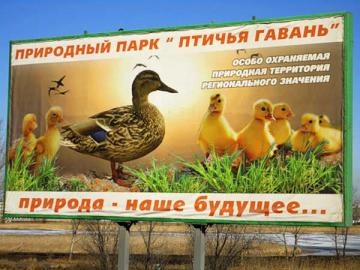 ПРИРОДНЫЙ ПАРК " ПТИЧЬЯ ГАВАНЬ"
ОСОБО ОХРАНЯЕМАЯ
ПРИРОДНАЯ ТЕРРИТОРИЯ
РЕГИОНАЛЬНОГО ЗНАЧЕНИЯ
природа - наше будущее...